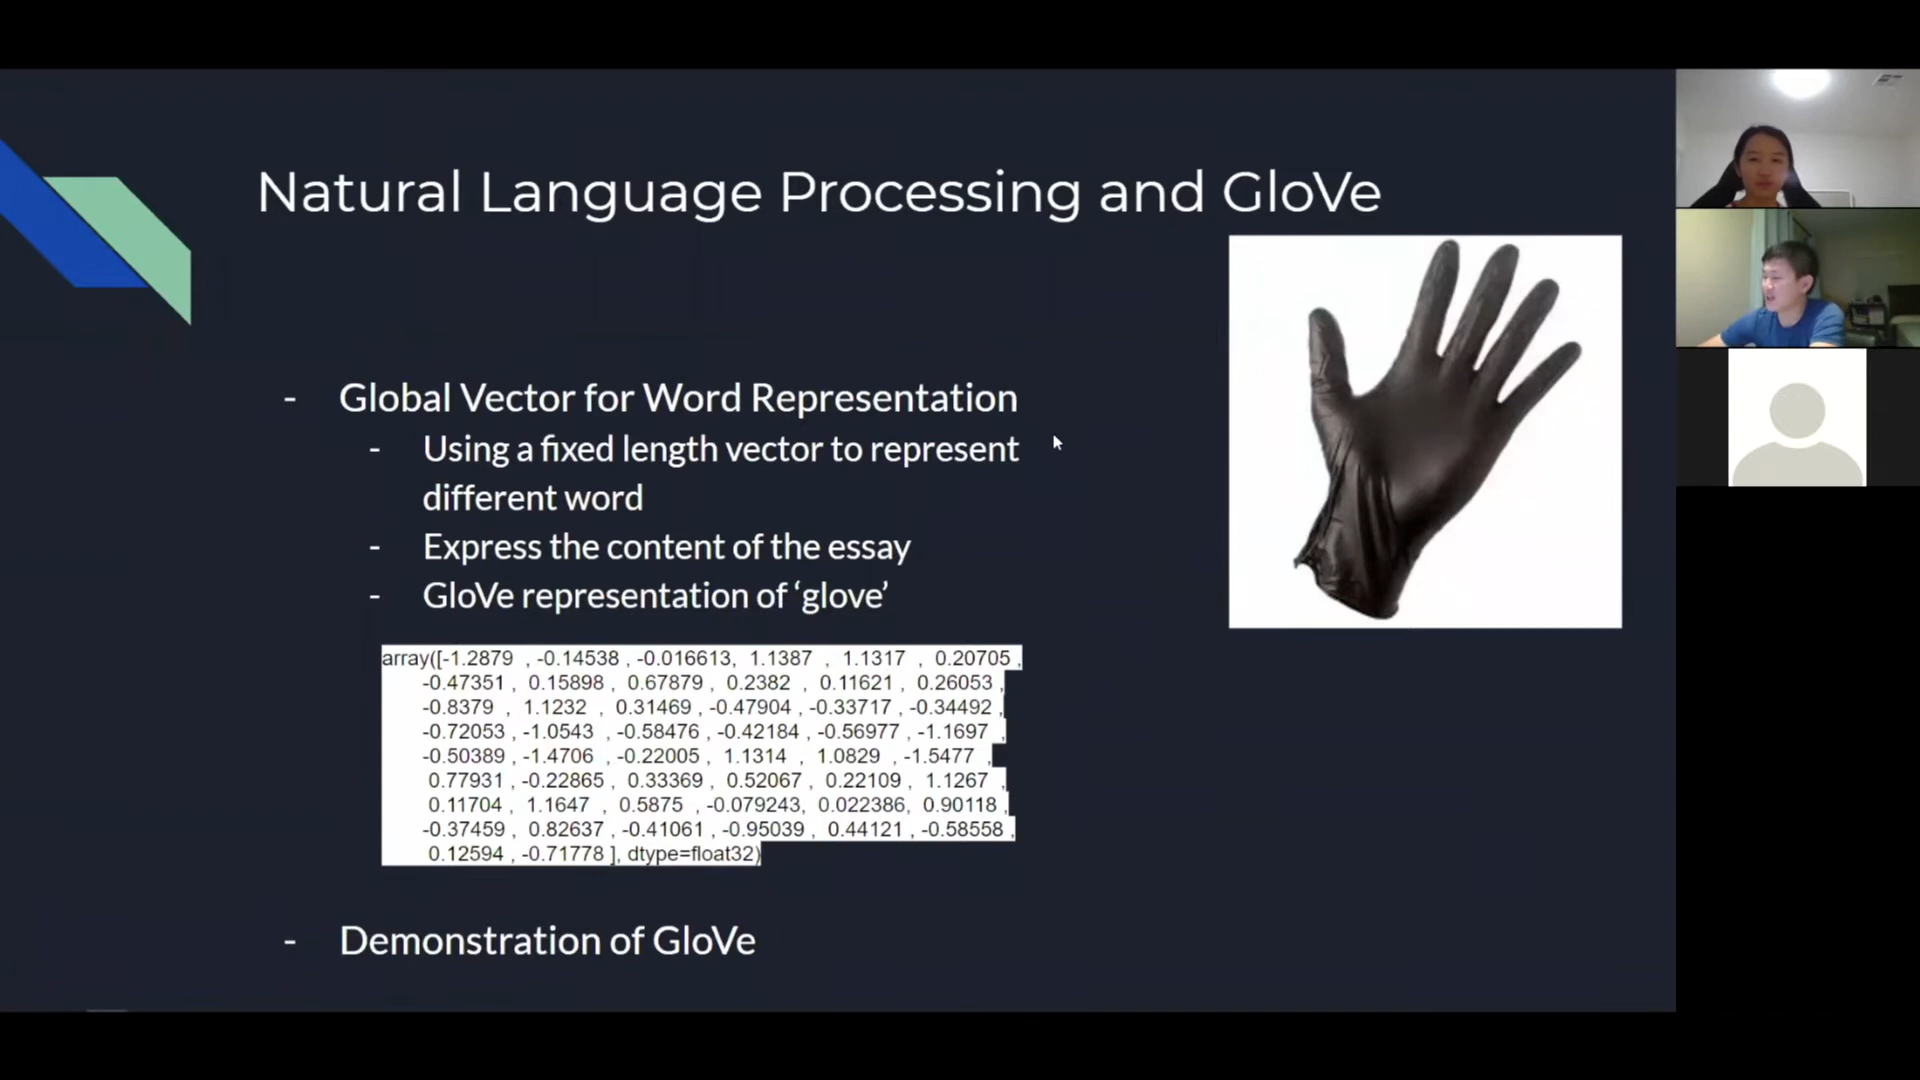 Natural Language Processing and GloVe
- Global Vector for Word Representation
- Using a fixed length vector to represent
different word
- Express the content of the essay
- GloVe representation of ‘glove’
array([-1.2879 , -0.14538 , -0.016613, 1.1387 , 1.1317 , 0.20705 ,
-0.47351 , 0.15898 , 0.67879 , 0.2382 , 0.11621 , 0.26053 ,
-0.8379 , 1.1232 , 0.31469 , -0.47904 , -0.33717 , -0.34492 ,
-0.72053 , -1.0543 , -0.58476 , -0.42184 , -0.56977 , -1.1697 ,
-0.50389 , -1.4706 , -0.22005 , 1.1314 , 1.0829 , -1.5477 ,
0.77931 , -0.22865 , 0.33369 , 0.52067 , 0.22109 , 1.1267 ,
0.11704 , 1.1647 , 0.5875 , -0.079243, 0.022386, 0.90118 ,
-0.37459 , 0.82637 , -0.41061 , -0.95039 , 0.44121 , -0.58558 ,
0.12594 , -0.71778 ], dtype=float32)
- Demonstration of GloVe